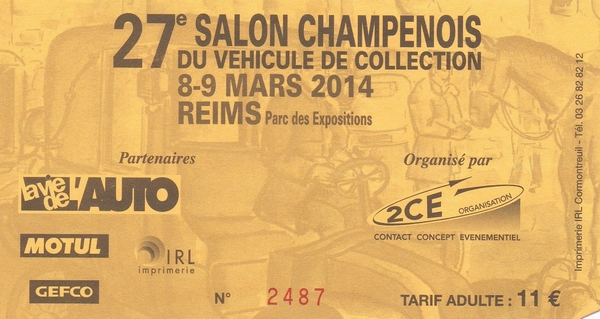 27e SALON CHAMPENOIS
DU VEHICULE DE COLLECTION
8-9 MARS 2014
REIMS Parc des Expositions
Partenaires
la vie de l'AUTO
MOTUL
IRL
imprimerie
GEFCO
Organisé par
2CE ORGANISATION
CONTACT CONCEPT EVENEMENTIEL
N° 2487
TARIF ADULTE : 11 €
Imprimerie IRL Cormontreuil - Tél. 03 26 82 82 12